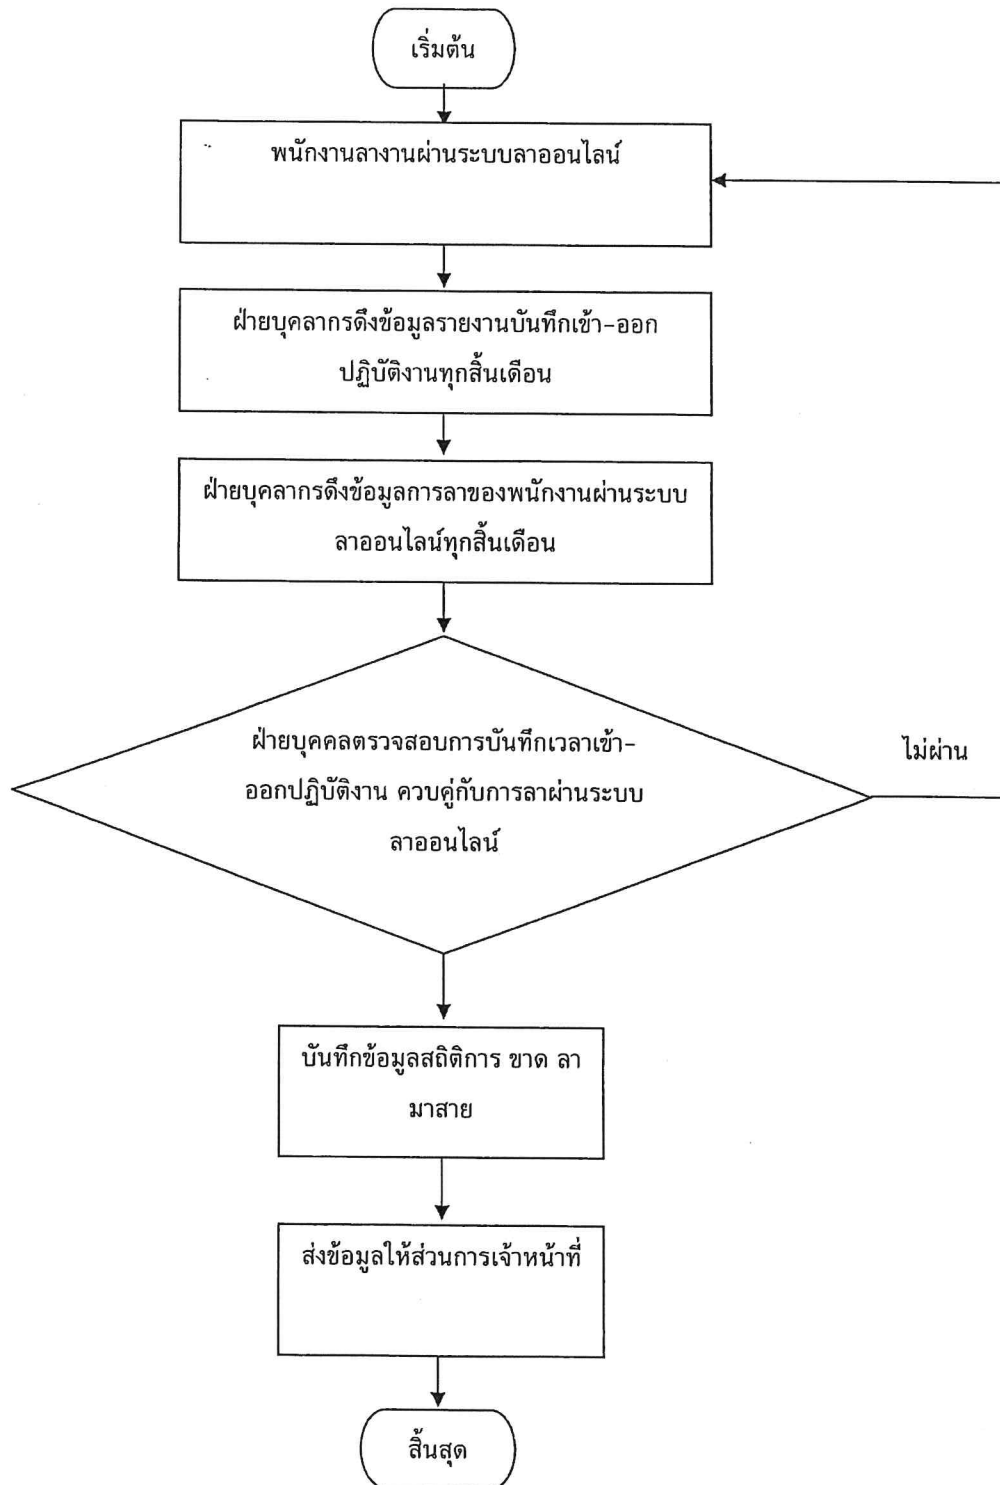 เริ่มต้น
พนักงานลางานผ่านระบบลาออนไลน์
ฝ่ายบุคลากรดึงข้อมูลรายงานบันทึกเข้า-ออก
ปฏิบัติงานทุกสิ้นเดือน
ฝ่ายบุคลากรดึงข้อมูลการลาของพนักงานผ่านระบบ
ลาออนไลน์ทุกสิ้นเดือน
ฝ่ายบุคคลตรวจสอบการบันทึกเวลาเข้า-
ออกปฏิบัติงาน ควบคู่กับการลาผ่านระบบ
ลาออนไลน์
ไม่ผ่าน
บันทึกข้อมูลสถิติการ ขาด ลา
มาสาย
ส่งข้อมูลให้ส่วนการเจ้าหน้าที่
สิ้นสุด